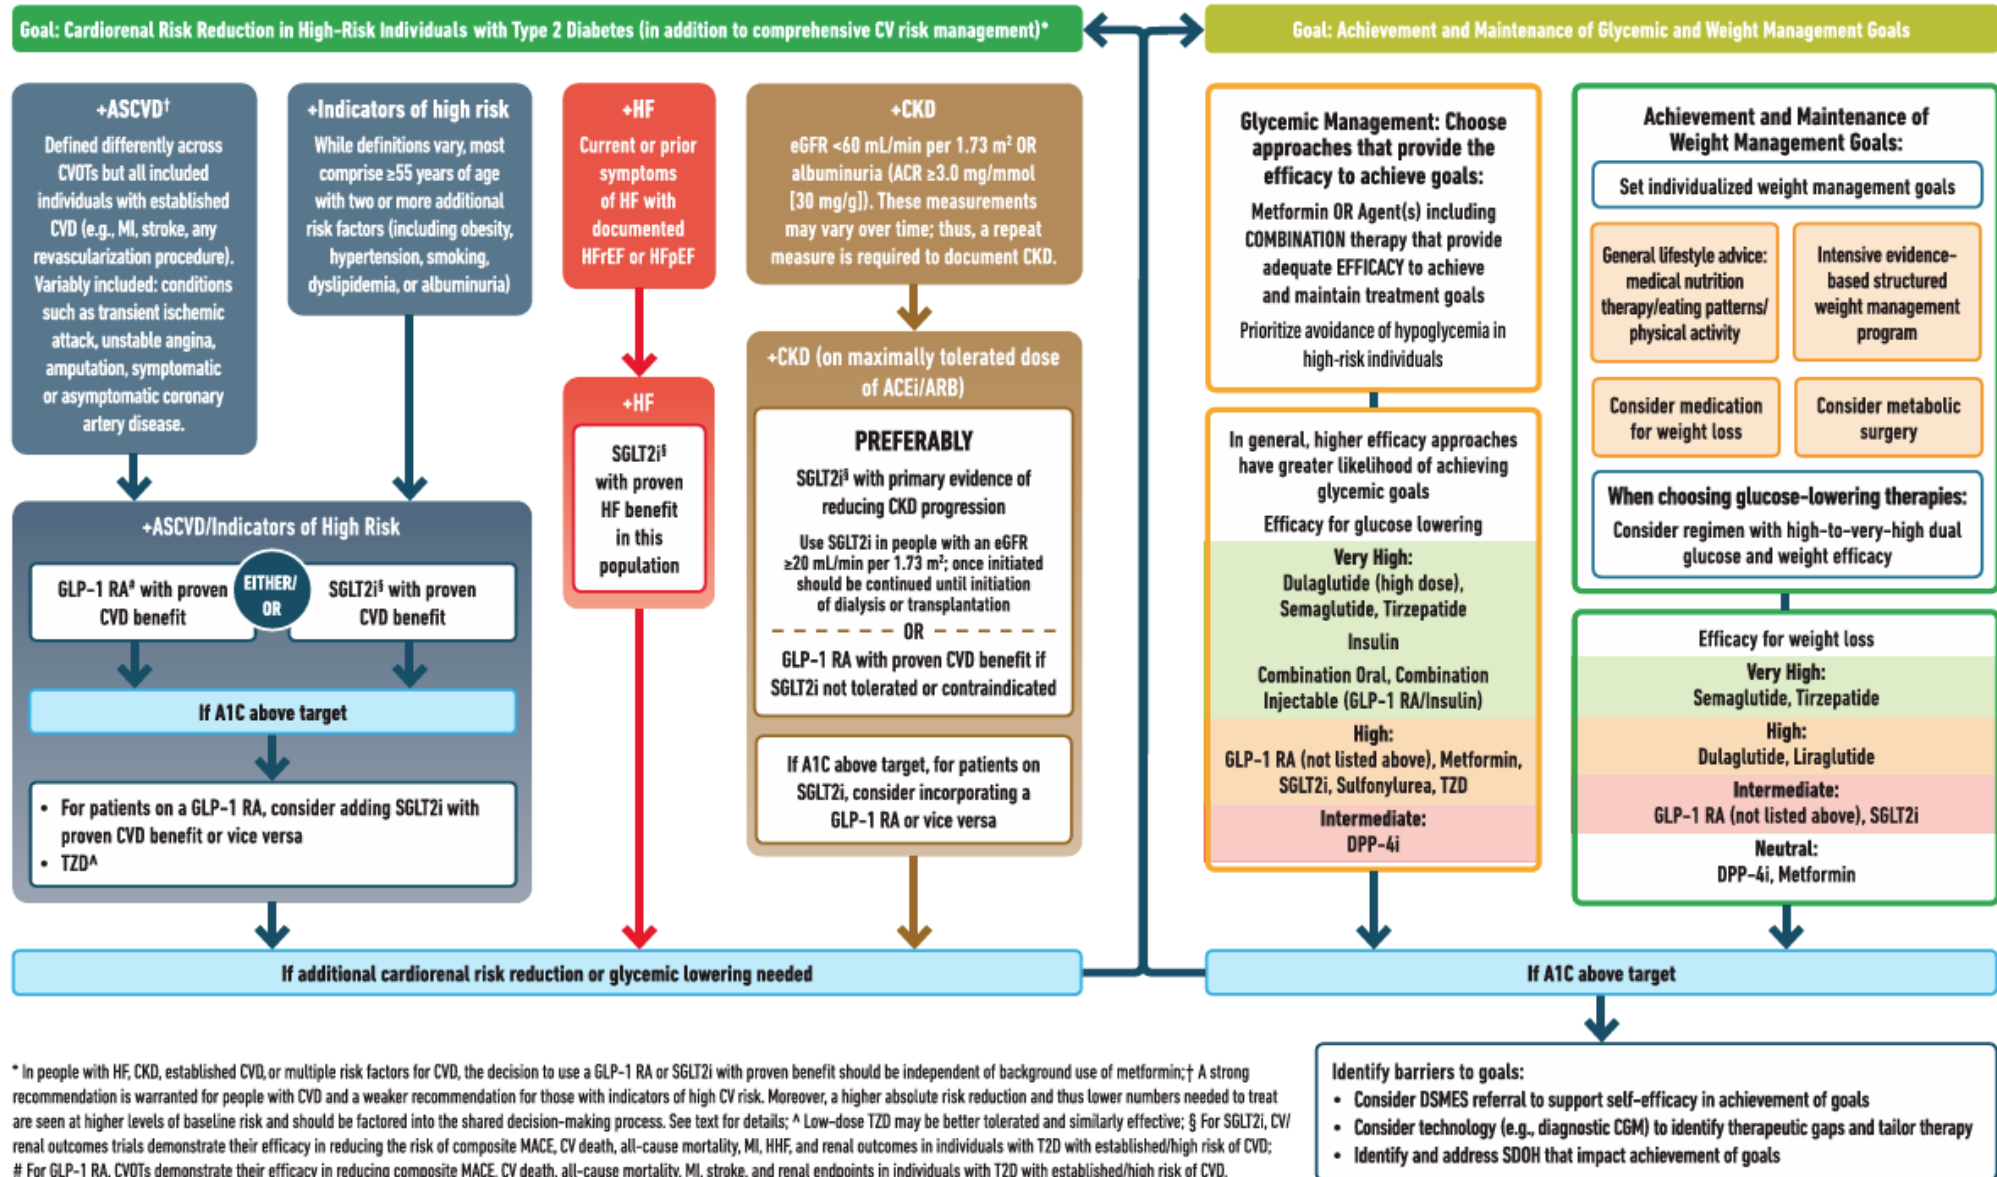 Goal: Cardiorenal Risk Reduction in High-Risk Individuals with Type 2 Diabetes (in addition to comprehensive CV risk management)*
+ASCVD†
Defined differently across
CVOTs but all included
individuals with established
CVD (e.g., MI, stroke, any
revascularization procedure).
Variably included: conditions
such as transient ischemic
attack, unstable angina,
amputation, symptomatic
or asymptomatic coronary
artery disease.
+Indicators of high risk
While definitions vary, most
comprise ≥55 years of age
with two or more additional
risk factors (including obesity,
hypertension, smoking,
dyslipidemia, or albuminuria)
+ASCVD/Indicators of High Risk
GLP-1 RA# with proven
CVD benefit
EITHER/
OR
SGLT2i§ with proven
CVD benefit
If A1C above target
• For patients on a GLP-1 RA, consider adding SGLT2i with
proven CVD benefit or vice versa
• TZD^
+HF
Current or prior
symptoms
of HF with
documented
HFrEF or HFpEF
+HF
SGLT2i§
with proven
HF benefit
in this
population
+CKD
eGFR <60 mL/min per 1.73 m² OR
albuminuria (ACR ≥3.0 mg/mmol
[30 mg/g]). These measurements
may vary over time; thus, a repeat
measure is required to document CKD.
+CKD (on maximally tolerated dose
of ACEi/ARB)
PREFERABLY
SGLT2i§ with primary evidence of
reducing CKD progression
Use SGLT2i in people with an eGFR
≥20 mL/min per 1.73 m²; once initiated
should be continued until initiation
of dialysis or transplantation
OR
GLP-1 RA with proven CVD benefit if
SGLT2i not tolerated or contraindicated
If A1C above target, for patients on
SGLT2i, consider incorporating a
GLP-1 RA or vice versa
If additional cardiorenal risk reduction or glycemic lowering needed
Goal: Achievement and Maintenance of Glycemic and Weight Management Goals
Glycemic Management: Choose
approaches that provide the
efficacy to achieve goals:
Metformin OR Agent(s) including
COMBINATION therapy that provide
adequate EFFICACY to achieve
and maintain treatment goals
Prioritize avoidance of hypoglycemia in
high-risk individuals
In general, higher efficacy approaches
have greater likelihood of achieving
glycemic goals
Efficacy for glucose lowering
Very High:
Dulaglutide (high dose),
Semaglutide, Tirzepatide
Insulin
Combination Oral, Combination
Injectable (GLP-1 RA/Insulin)
High:
GLP-1 RA (not listed above), Metformin,
SGLT2i, Sulfonylurea, TZD
Intermediate:
DPP-4i
Achievement and Maintenance of
Weight Management Goals:
Set individualized weight management goals
General lifestyle advice:
medical nutrition
therapy/eating patterns/
physical activity
Intensive evidence-
based structured
weight management
program
Consider medication
for weight loss
Consider metabolic
surgery
When choosing glucose-lowering therapies:
Consider regimen with high-to-very-high dual
glucose and weight efficacy
Efficacy for weight loss
Very High:
Semaglutide, Tirzepatide
High:
Dulaglutide, Liraglutide
Intermediate:
GLP-1 RA (not listed above), SGLT2i
Neutral:
DPP-4i, Metformin
If A1C above target
Identify barriers to goals:
• Consider DSMES referral to support self-efficacy in achievement of goals
• Consider technology (e.g., diagnostic CGM) to identify therapeutic gaps and tailor therapy
• Identify and address SDOH that impact achievement of goals
* In people with HF, CKD, established CVD, or multiple risk factors for CVD, the decision to use a GLP-1 RA or SGLT2i with proven benefit should be independent of background use of metformin;† A strong
recommendation is warranted for people with CVD and a weaker recommendation for those with indicators of high CV risk. Moreover, a higher absolute risk reduction and thus lower numbers needed to treat
are seen at higher levels of baseline risk and should be factored into the shared decision-making process. See text for details; ^ Low-dose TZD may be better tolerated and similarly effective; § For SGLT2i, CV/
renal outcomes trials demonstrate their efficacy in reducing the risk of composite MACE, CV death, all-cause mortality, MI, HHF, and renal outcomes in individuals with T2D with established/high risk of CVD;
# For GLP-1 RA, CVOTs demonstrate their efficacy in reducing composite MACE, CV death, all-cause mortality, MI, stroke, and renal endpoints in individuals with T2D with established/high risk of CVD.